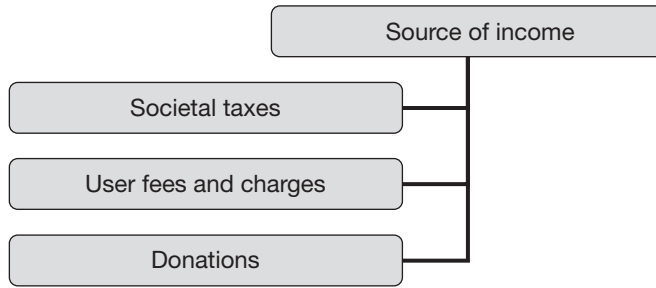 Source of income
Societal taxes
User fees and charges
Donations